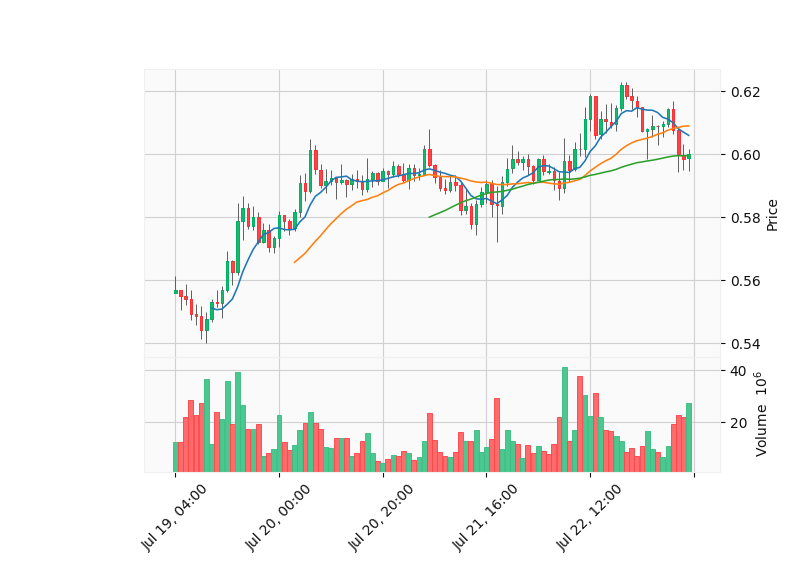 0.62
0.60
0.58
0.56
0.54
Price
40
20
Volume 10^6
Jul 19, 04:00
Jul 20, 00:00
Jul 20, 20:00
Jul 21, 16:00
Jul 22, 12:00